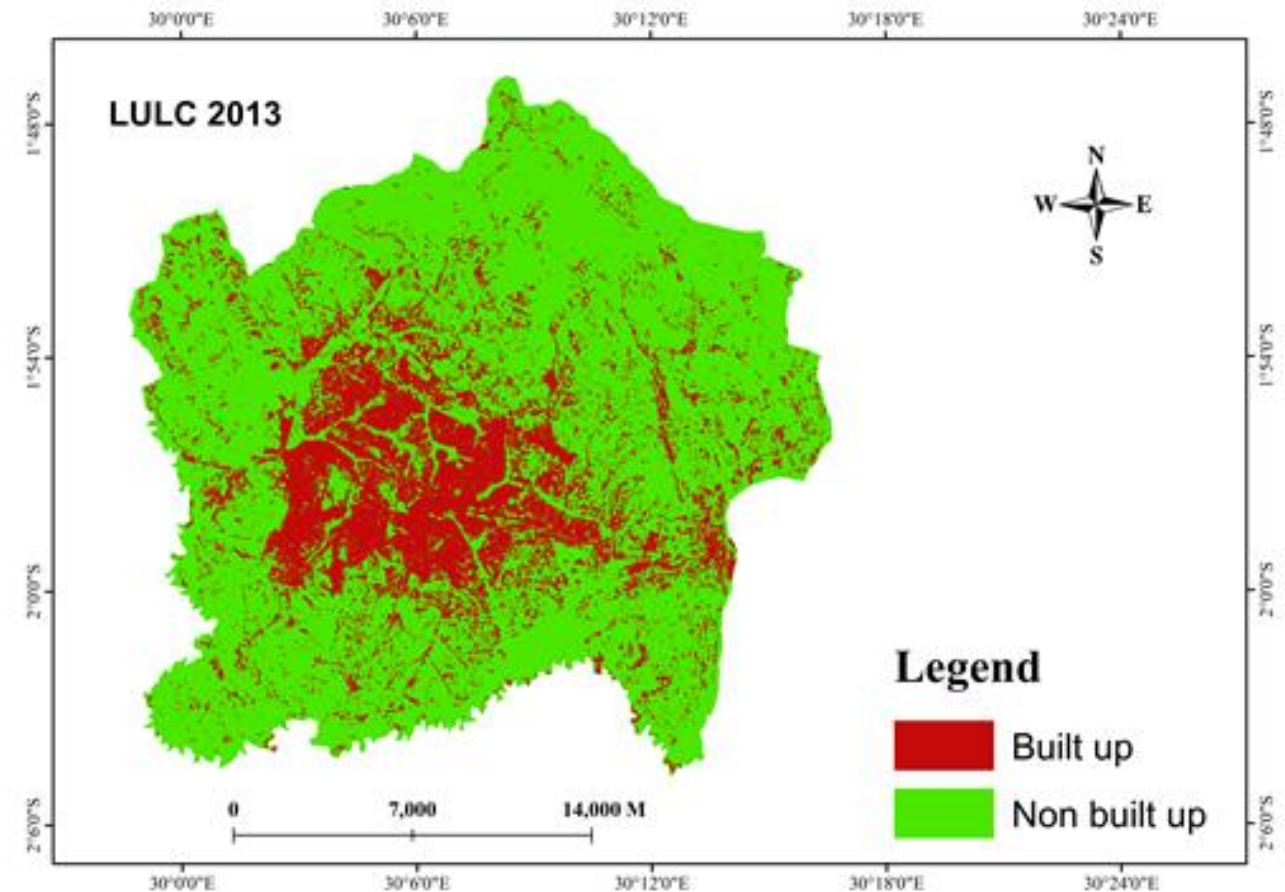 30°0'0"E 30°6'0"E 30°12'0"E 30°18'0"E 30°24'0"E
LULC 2013
1°48'0"S 1°48'0"S
N
W E
S
1°54'0"S 1°54'0"S
2°0'0"S 2°0'0"S
Legend
Built up
Non built up
0 7,000 14,000 M
2°6'0"S 2°6'0"S
30°0'0"E 30°6'0"E 30°12'0"E 30°18'0"E 30°24'0"E